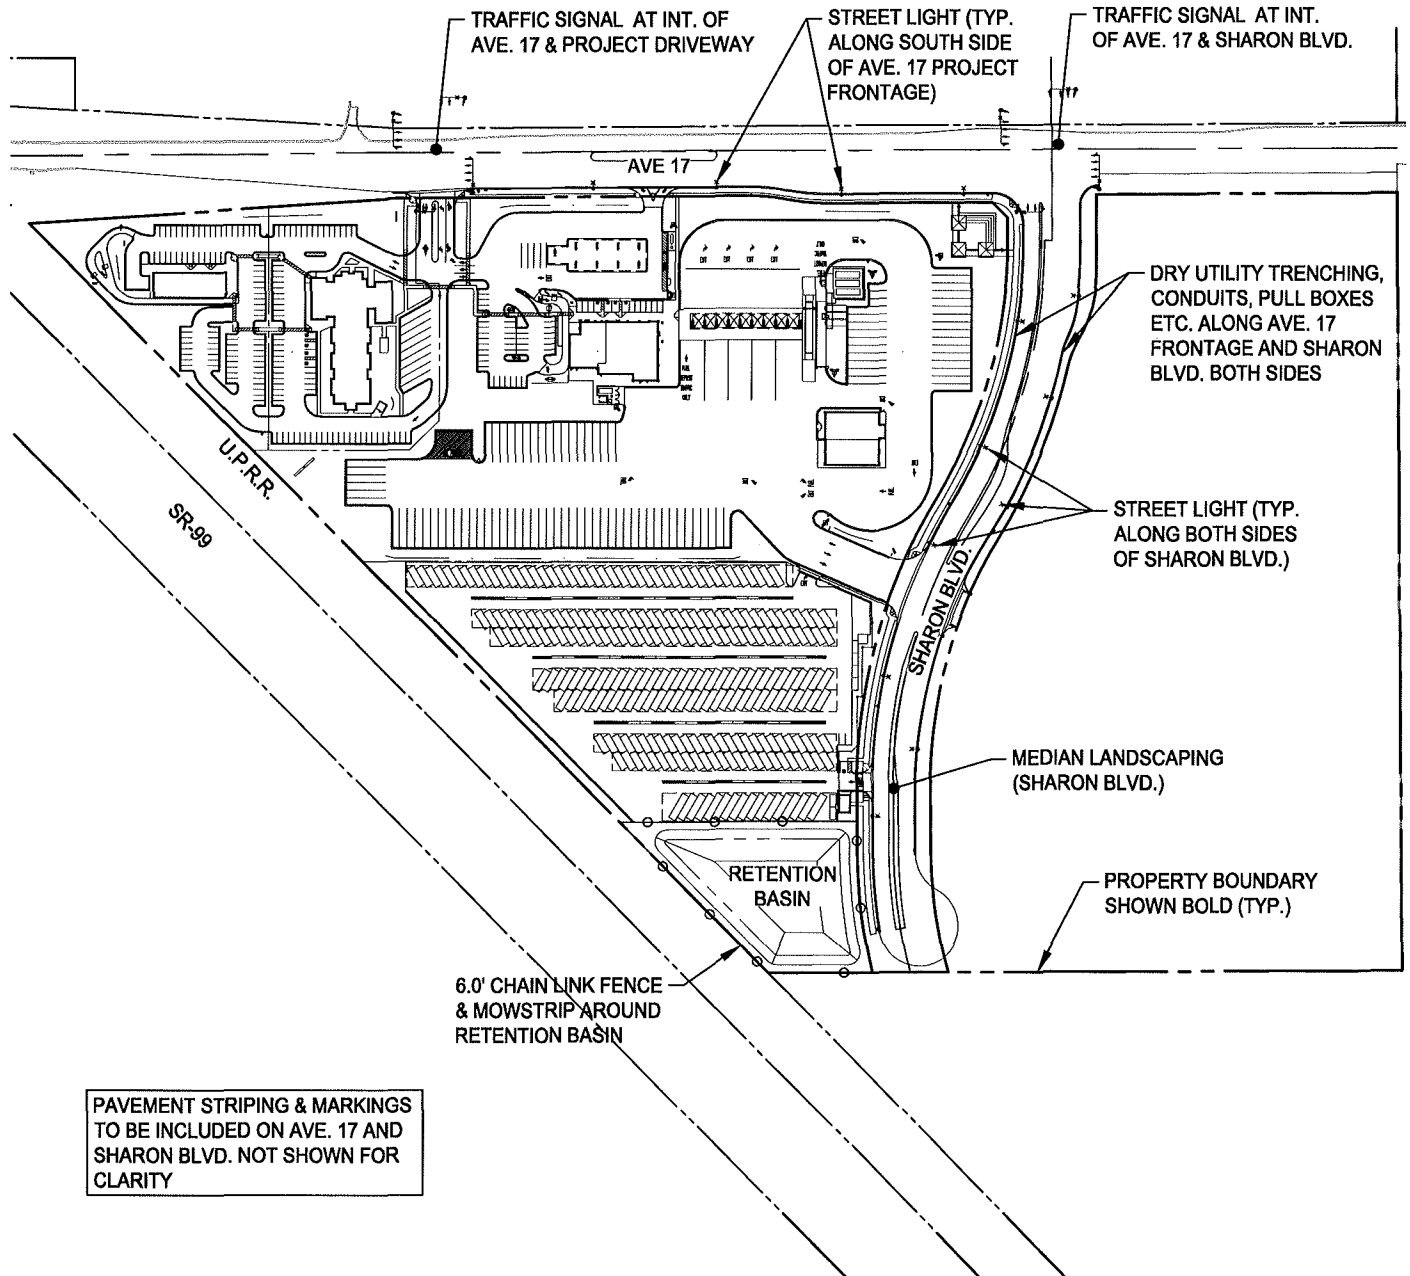 TRAFFIC SIGNAL AT INT. OF
AVE. 17 & PROJECT DRIVEWAY
STREET LIGHT (TYP.
ALONG SOUTH SIDE
OF AVE. 17 PROJECT
FRONTAGE)
TRAFFIC SIGNAL AT INT.
OF AVE. 17 & SHARON BLVD.
AVE 17
DRY UTILITY TRENCHING,
CONDUITS, PULL BOXES
ETC. ALONG AVE. 17
FRONTAGE AND SHARON
BLVD. BOTH SIDES
U.P.R.R.
SR-99
STREET LIGHT (TYP.
ALONG BOTH SIDES
OF SHARON BLVD.)
SHARON BLVD.
MEDIAN LANDSCAPING
(SHARON BLVD.)
RETENTION
BASIN
PROPERTY BOUNDARY
SHOWN BOLD (TYP.)
6.0' CHAIN LINK FENCE
& MOWSTRIP AROUND
RETENTION BASIN
PAVEMENT STRIPING & MARKINGS
TO BE INCLUDED ON AVE. 17 AND
SHARON BLVD. NOT SHOWN FOR
CLARITY